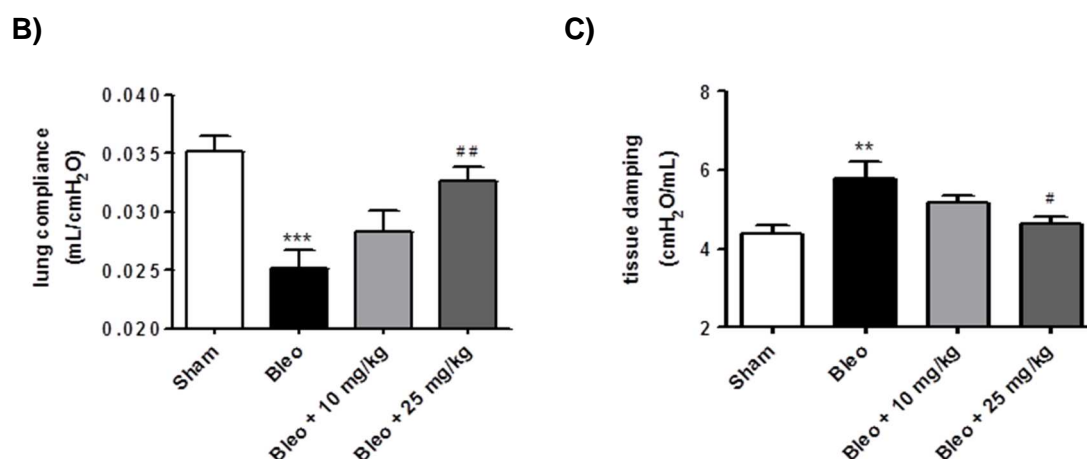 B)
lung compliance
(mL/cmH₂O)
0.040
0.035
0.030
0.025
0.020
***
##
Sham
Bleo
Bleo + 10 mg/kg
Bleo + 25 mg/kg
C)
tissue damping
(cmH₂O/mL)
8
6
4
2
**
#
Sham
Bleo
Bleo + 10 mg/kg
Bleo + 25 mg/kg